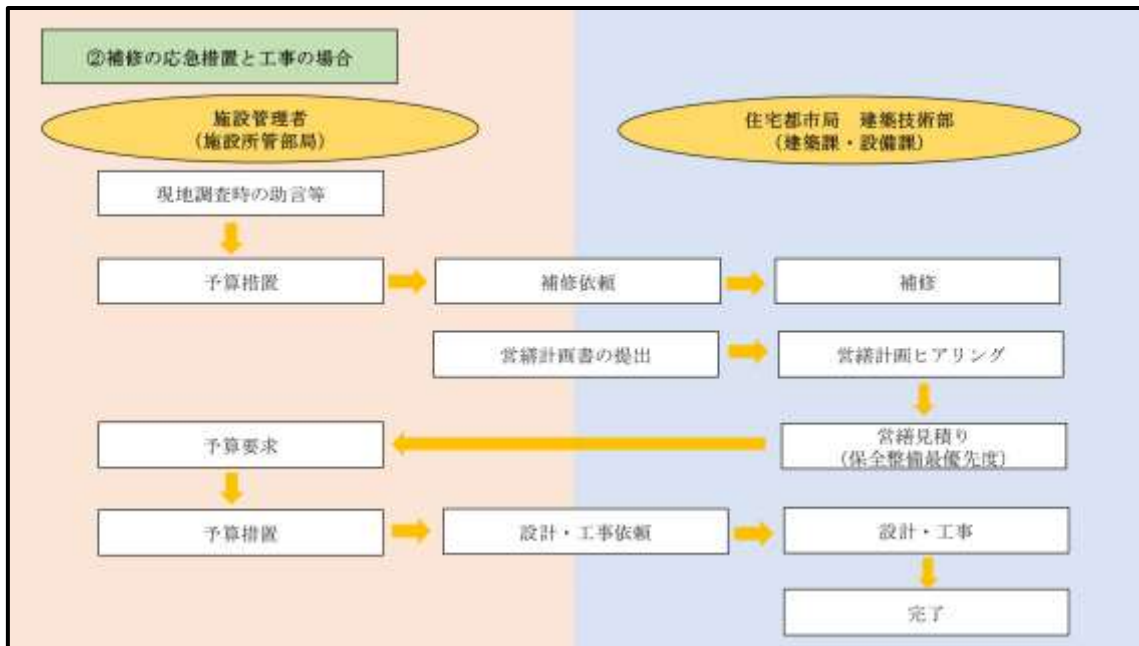 ②補修の応急措置と工事の場合
施設管理者
(施設所管部局)
住宅都市局　建築技術部
(建築課・設備課)
現地調査時の助言等
予算措置
補修依頼
補修
営繕計画書の提出
営繕計画ヒアリング
予算要求
営繕見積り
(保全整備最優先度)
予算措置
設計・工事依頼
設計・工事
完了